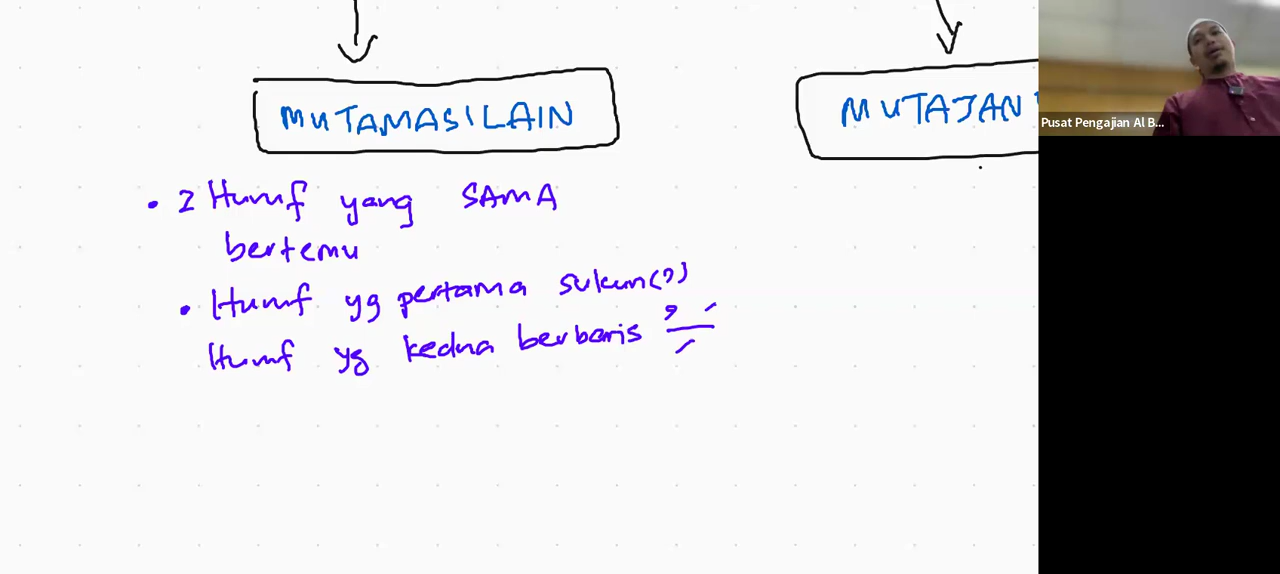 MUTAMASILAIN
MUTAJAN
Pusat Pengajian Al B...
• 2 Huruf yang SAMA
bertemu
• Huruf yg pertama sukun(ْ)
Huruf yg kedua berbaris